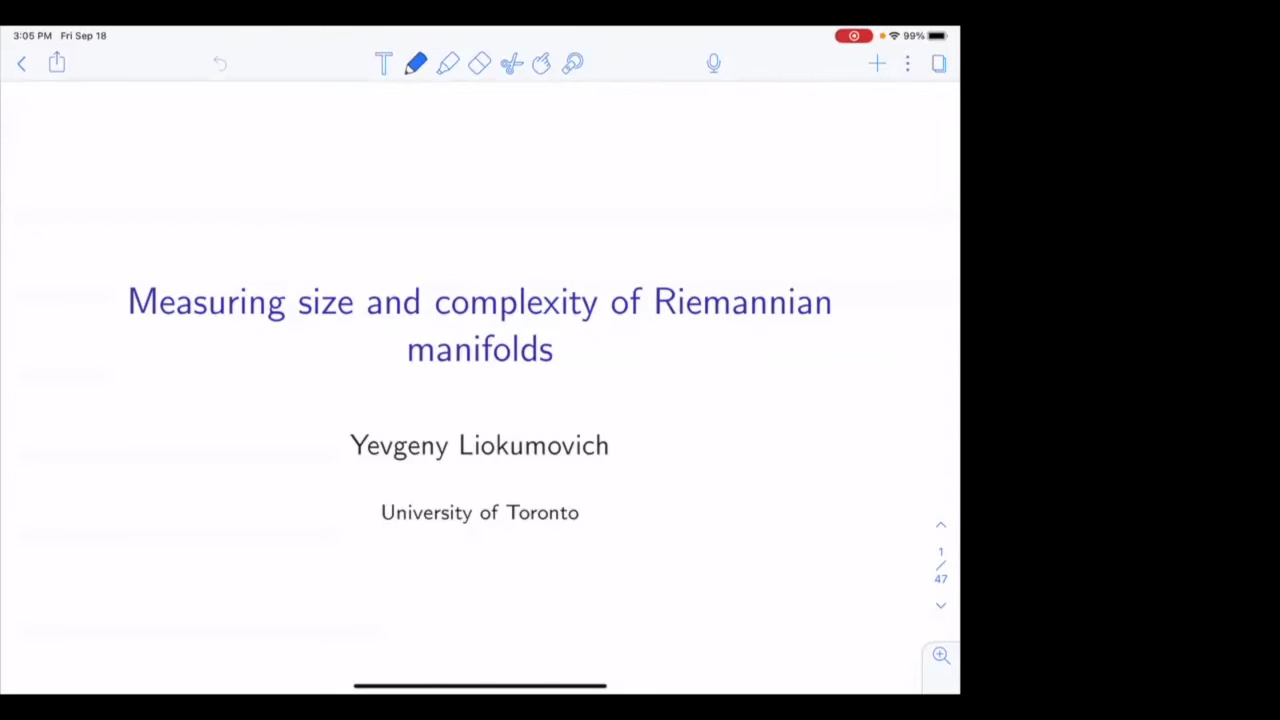 3:05 PM Fri Sep 18
99%
T
Measuring size and complexity of Riemannian
manifolds
Yevgeny Liokumovich
University of Toronto
1
/
47